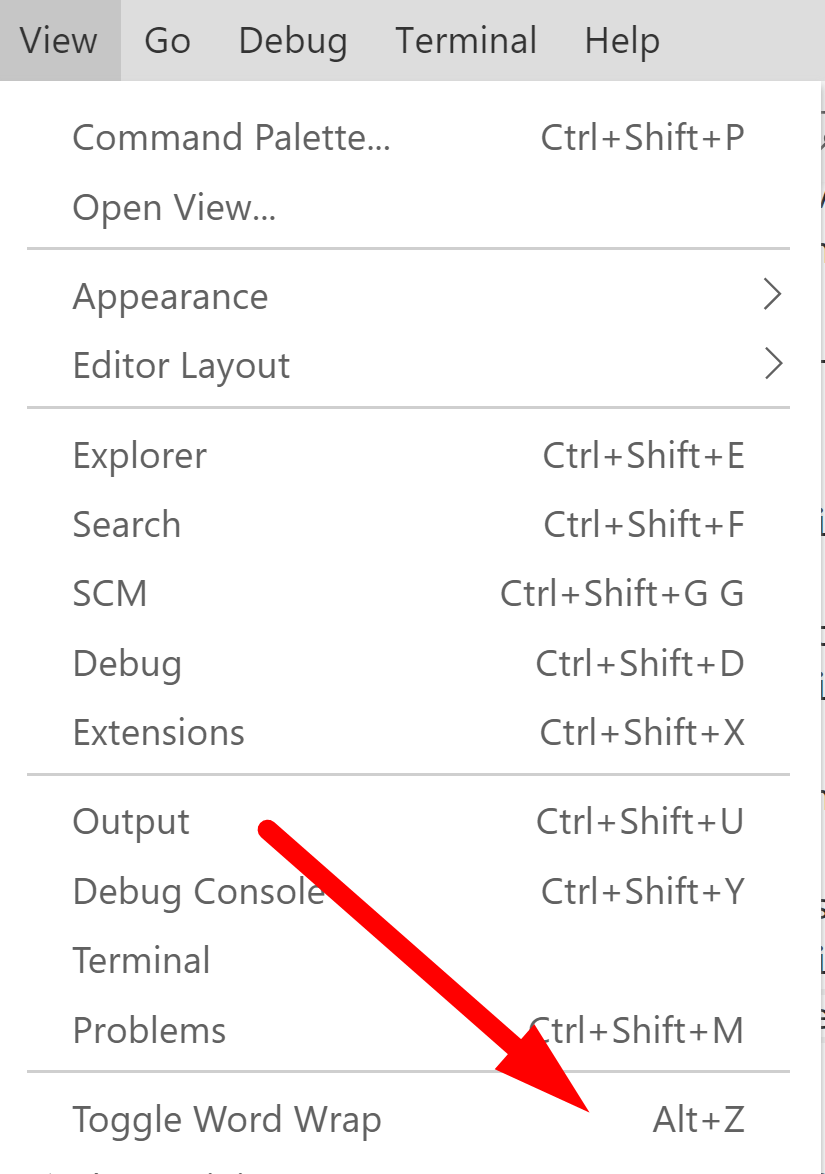 View Go Debug Terminal Help
Command Palette... Ctrl+Shift+P
Open View...
Appearance
Editor Layout
Explorer Ctrl+Shift+E
Search Ctrl+Shift+F
SCM Ctrl+Shift+G G
Debug Ctrl+Shift+D
Extensions Ctrl+Shift+X
Output Ctrl+Shift+U
Debug Console Ctrl+Shift+Y
Terminal
Problems Ctrl+Shift+M
Toggle Word Wrap Alt+Z